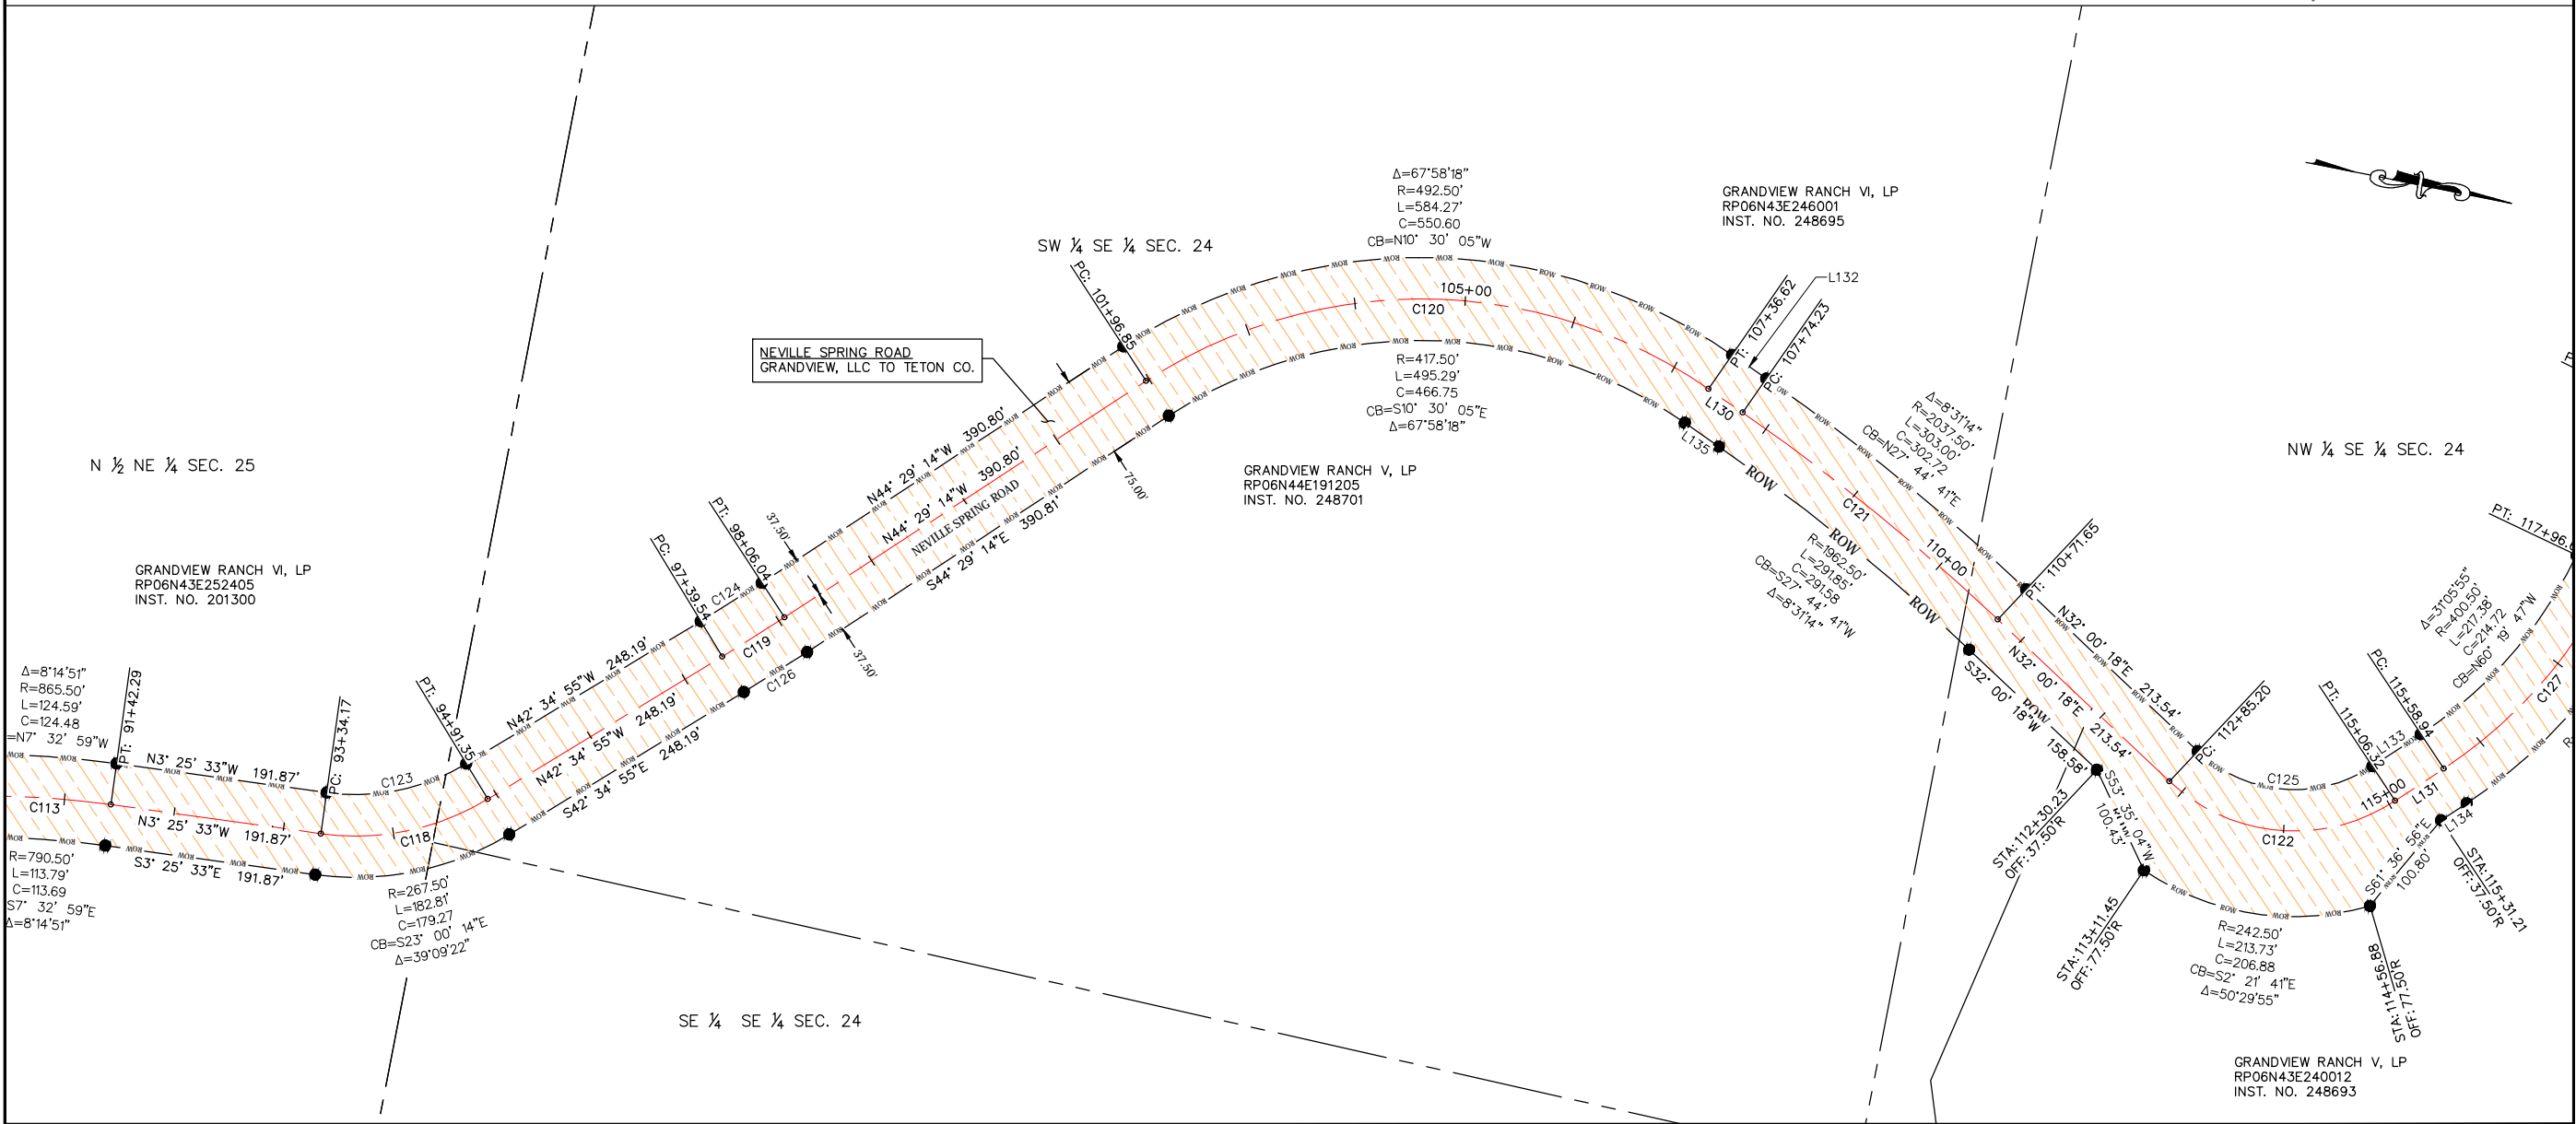 N ½ NE ¼ SEC. 25
GRANDVIEW RANCH VI, LP
RP06N43E252405
INST. NO. 201300
Δ=8°14'51"
R=865.50'
L=124.59'
C=124.48
=N7° 32' 59"W
PT: 91+42.29
N3° 25' 33"W 191.87'
C113
N3° 25' 33"W 191.87'
S3° 25' 33"E 191.87'
R=790.50'
L=113.79'
C=113.69
S7° 32' 59"E
Δ=8°14'51"
PC: 93+34.17
C123
C118
PT: 94+91.35
R=267.50'
L=182.81'
C=179.27
CB=S23° 00' 14"E
Δ=39°09'22"
N42° 34' 55"W 248.19'
N42° 34' 55"W 248.19'
S42° 34' 55"E 248.19'
PC: 97+39.54
C124
C119
C126
PT: 98+06.04
37.50'
37.50'
NEVILLE SPRING ROAD
GRANDVIEW, LLC TO TETON CO.
N44° 29' 14"W 390.80'
N44° 29' 14"W 390.80'
NEVILLE SPRING ROAD
S44° 29' 14"E 390.81'
75.00'
SE ¼ SE ¼ SEC. 24
SW ¼ SE ¼ SEC. 24
PC: 101+96.85
Δ=67°58'18"
R=492.50'
L=584.27'
C=550.60
CB=N10° 30' 05"W
105+00
C120
R=417.50'
L=495.29'
C=466.75
CB=S10° 30' 05"E
Δ=67°58'18"
GRANDVIEW RANCH V, LP
RP06N44E191205
INST. NO. 248701
GRANDVIEW RANCH VI, LP
RP06N43E246001
INST. NO. 248695
L132
PT: 107+36.62
PC: 107+74.23
L130
L135
ROW
Δ=8°31'14"
R=2037.50'
L=303.00'
C=302.72
CB=N27° 44' 41"E
C121
ROW
R=1962.50'
L=291.85'
C=291.58
CB=S27° 44' 41"W
Δ=8°31'14"
110+00
ROW
PT: 110+71.65
N32° 00' 18"E 213.54'
N32° 00' 18"E 213.54'
S32° 00' 18"W 158.58'
ROW
PC: 112+85.20
S53° 35' 04"W
100.43'
STA:112+30.23
OFF:37.50'R
STA:113+11.45
OFF:77.50'R
C125
C122
R=242.50'
L=213.73'
C=206.88
CB=S2° 21' 41"E
Δ=50°29'55"
NW ¼ SE ¼ SEC. 24
PT: 117+96.
Δ=31°05'55"
R=400.50'
L=217.38'
C=214.72
CB=N60° 19' 47"W
PC: 115+58.94
PT: 115+06.32
L133
115+00
L131
L134
C127
S61° 36' 56"E
100.80'
STA:115+31.21
OFF:37.50'R
STA:114+56.88
OFF:77.50'R
GRANDVIEW RANCH V, LP
RP06N43E240012
INST. NO. 248693